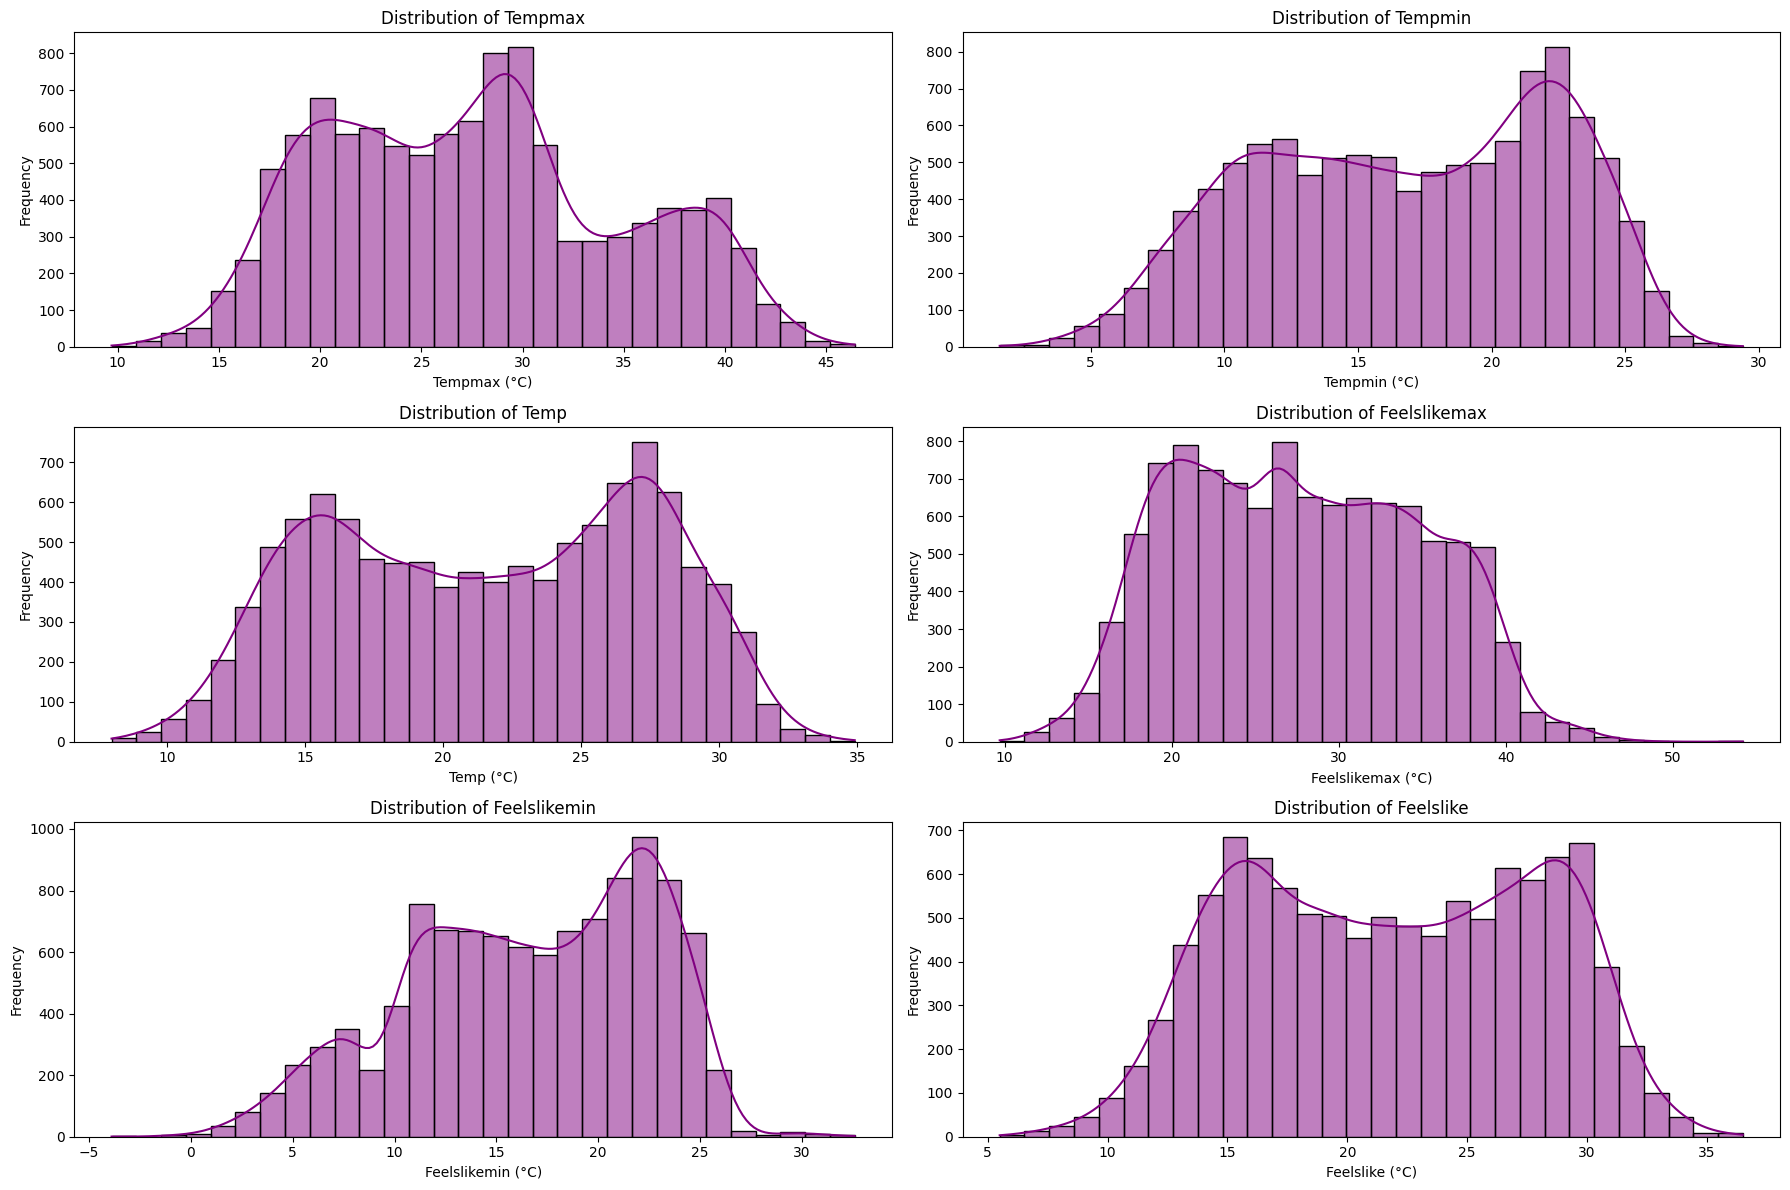 Distribution of Tempmax
800
700
600
500
400
300
200
100
0
Frequency
10 15 20 25 30 35 40 45
Tempmax (°C)
Distribution of Tempmin
800
700
600
500
400
300
200
100
0
Frequency
5 10 15 20 25 30
Tempmin (°C)
Distribution of Temp
700
600
500
400
300
200
100
0
Frequency
10 15 20 25 30 35
Temp (°C)
Distribution of Feelslikemax
800
700
600
500
400
300
200
100
0
Frequency
10 20 30 40 50
Feelslikemax (°C)
Distribution of Feelslikemin
1000
800
600
400
200
0
Frequency
−5 0 5 10 15 20 25 30
Feelslikemin (°C)
Distribution of Feelslike
700
600
500
400
300
200
100
0
Frequency
5 10 15 20 25 30 35
Feelslike (°C)